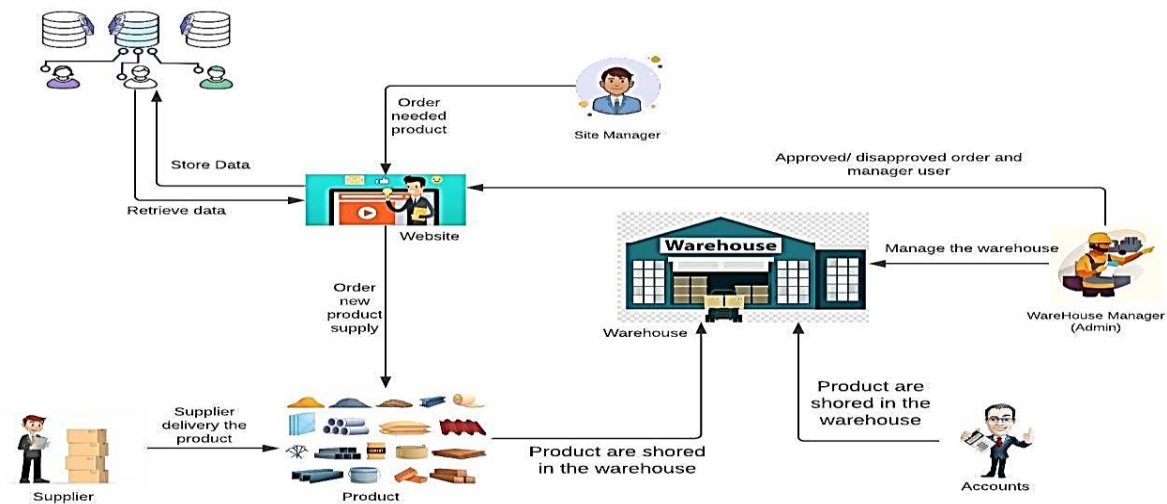 Order
needed
product
Site Manager
Approved/ disapproved order and
manager user
Store Data
Retrieve data
Website
Warehouse
Manage the warehouse
Order
new
product
supply
Warehouse
WareHouse Manager
(Admin)
Supplier
delivery the
product
Product are shored
in the warehouse
Product are
shored in the
warehouse
Supplier
Product
Accounts